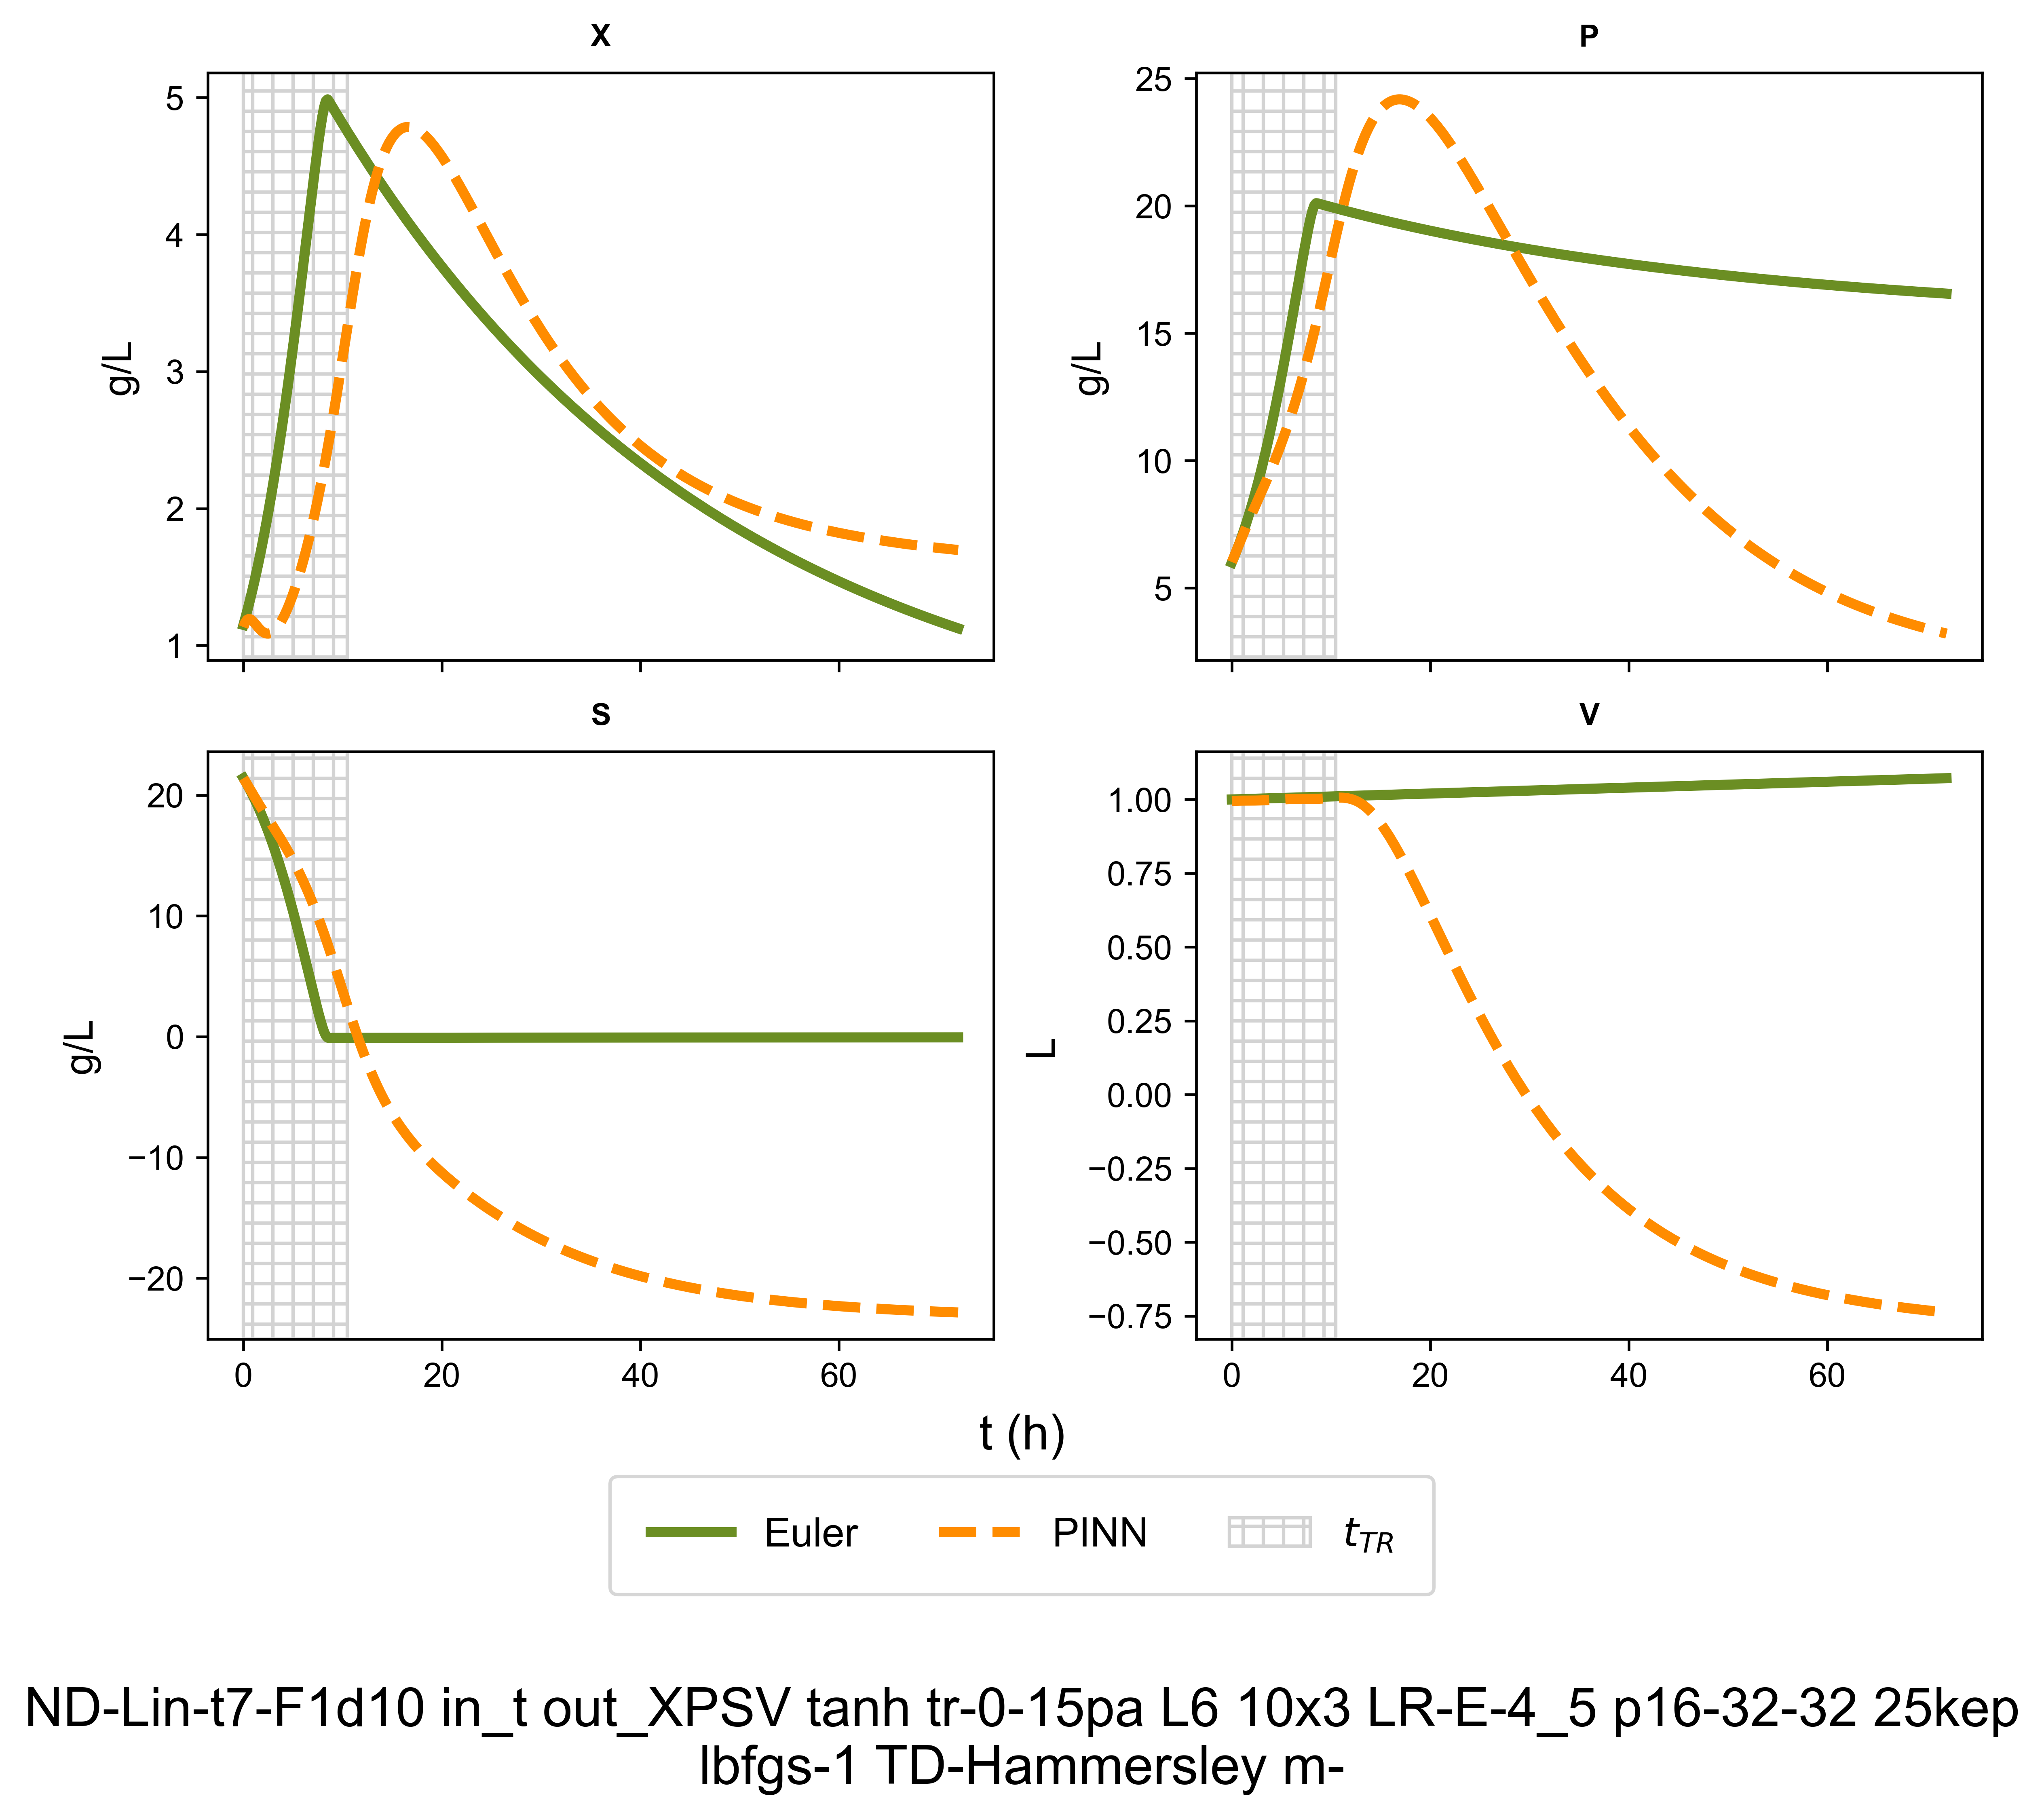 X
P
5
4
3
2
1
g/L
25
20
15
10
5
g/L
S
V
20
10
0
−10
−20
g/L
0
20
40
60
1.00
0.75
0.50
0.25
0.00
−0.25
−0.50
−0.75
L
0
20
40
60
t (h)
Euler
PINN
t_{TR}
ND-Lin-t7-F1d10 in_t out_XPSV tanh tr-0-15pa L6 10x3 LR-E-4_5 p16-32-32 25kep
lbfgs-1 TD-Hammersley m-